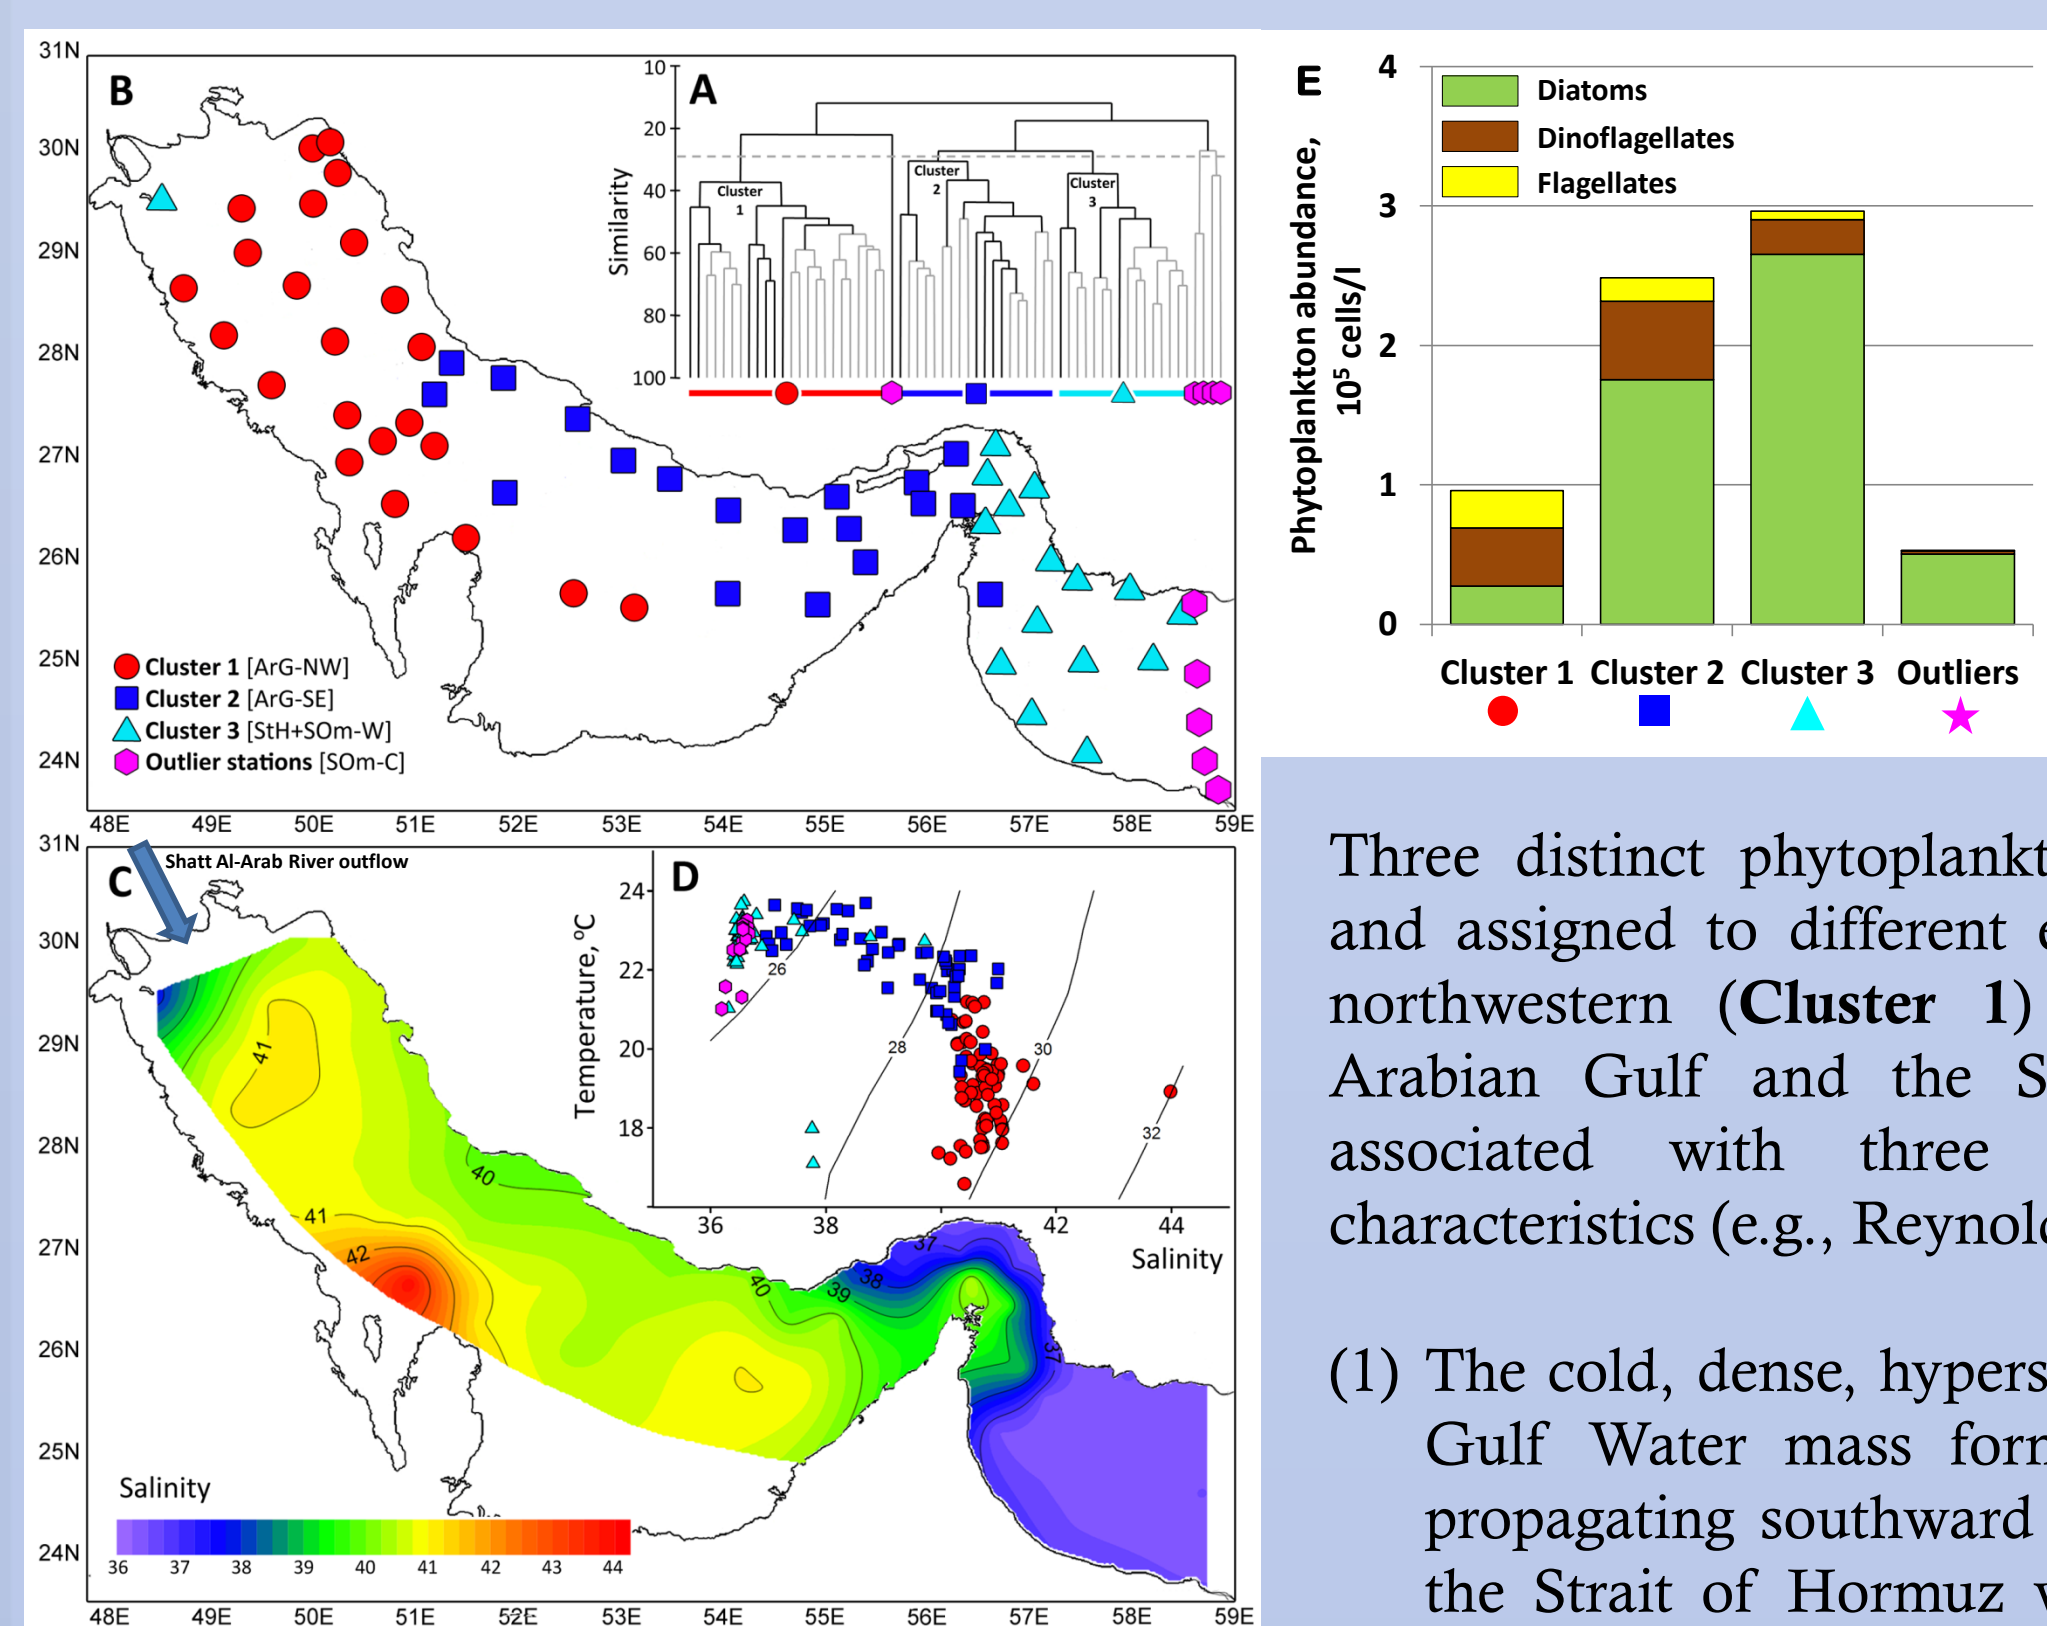 31N
30N
29N
28N
27N
26N
25N
24N
B
Cluster 1 [ArG-NW]
Cluster 2 [ArG-SE]
Cluster 3 [StH+SOm-W]
Outlier stations [SOm-C]
48E 49E 50E 51E 52E 53E 54E 55E 56E 57E 58E 59E
A
Similarity
10
20
40
60
80
100
Cluster
1
Cluster
2
Cluster
3
E
Phytoplankton abundance,
10⁵ cells/l
4
3
2
1
0
Diatoms
Dinoflagellates
Flagellates
Cluster 1 Cluster 2 Cluster 3 Outliers
31N
30N
29N
28N
27N
26N
25N
24N
C
Shatt Al-Arab River outflow
41
40
41
42
40
39
38
37
37
Salinity
36 37 38 39 40 41 42 43 44
48E 49E 50E 51E 52E 53E 54E 55E 56E 57E 58E 59E
D
Temperature, ºC
24
22
20
18
26
28
30
32
36 38 42 44
Salinity
Three distinct phytoplankt
and assigned to different e
northwestern (Cluster 1)
Arabian Gulf and the S
associated with three
characteristics (e.g., Reynol
(1) The cold, dense, hypers
Gulf Water mass forn
propagating southward
the Strait of Hormuz